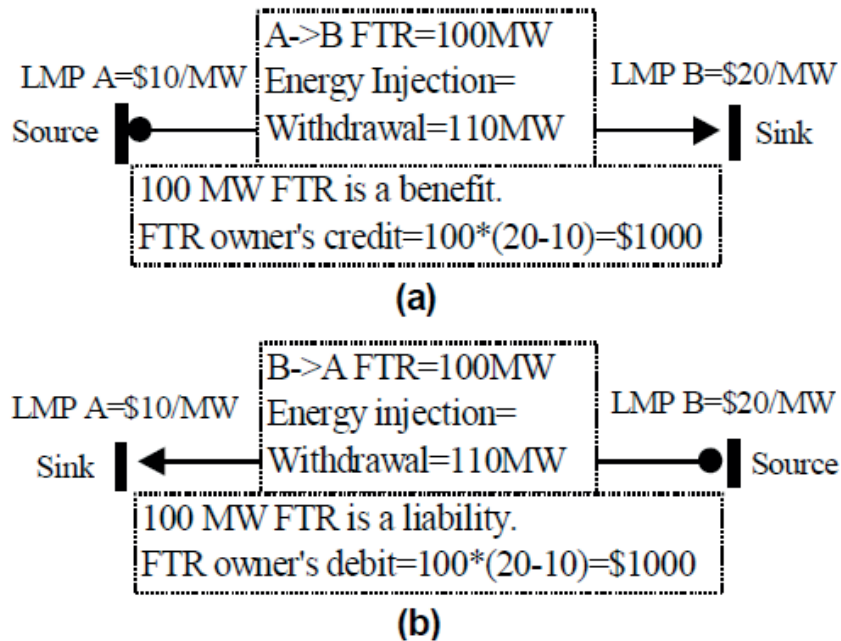 A->B FTR=100MW
LMP A=$10/MW
Energy Injection=
LMP B=$20/MW
Source
Withdrawal=110MW
Sink
100 MW FTR is a benefit.
FTR owner's credit=100*(20-10)=$1000
(a)
B->A FTR=100MW
LMP A=$10/MW
Energy injection=
LMP B=$20/MW
Sink
Withdrawal=110MW
Source
100 MW FTR is a liability.
FTR owner's debit=100*(20-10)=$1000
(b)